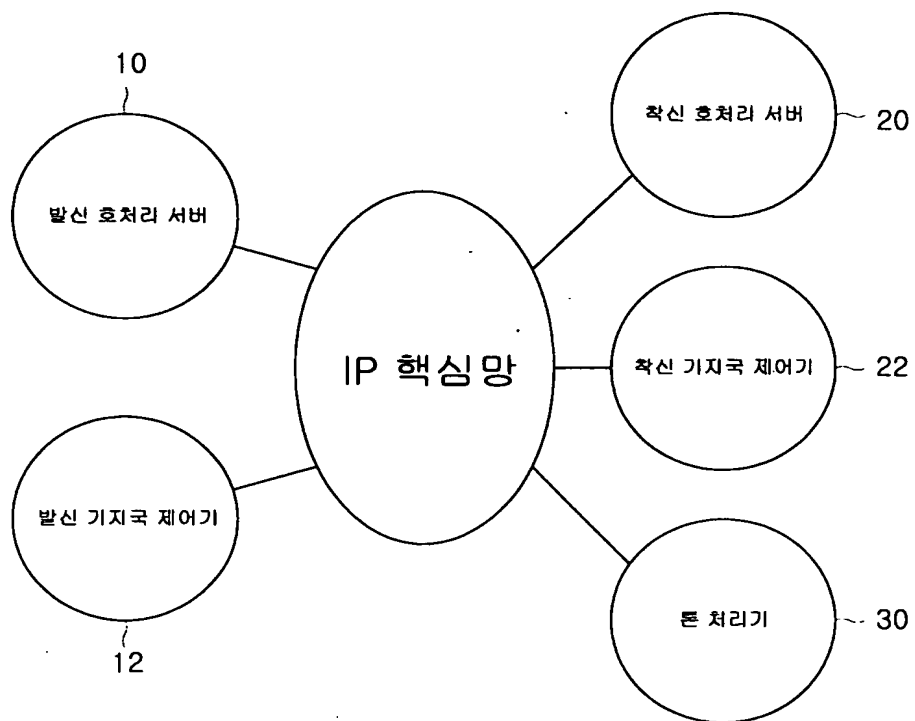 10
발신 호처리 서버
착신 호처리 서버
20
IP 핵심망
착신 기지국 제어기
22
발신 기지국 제어기
12
톤 처리기
30